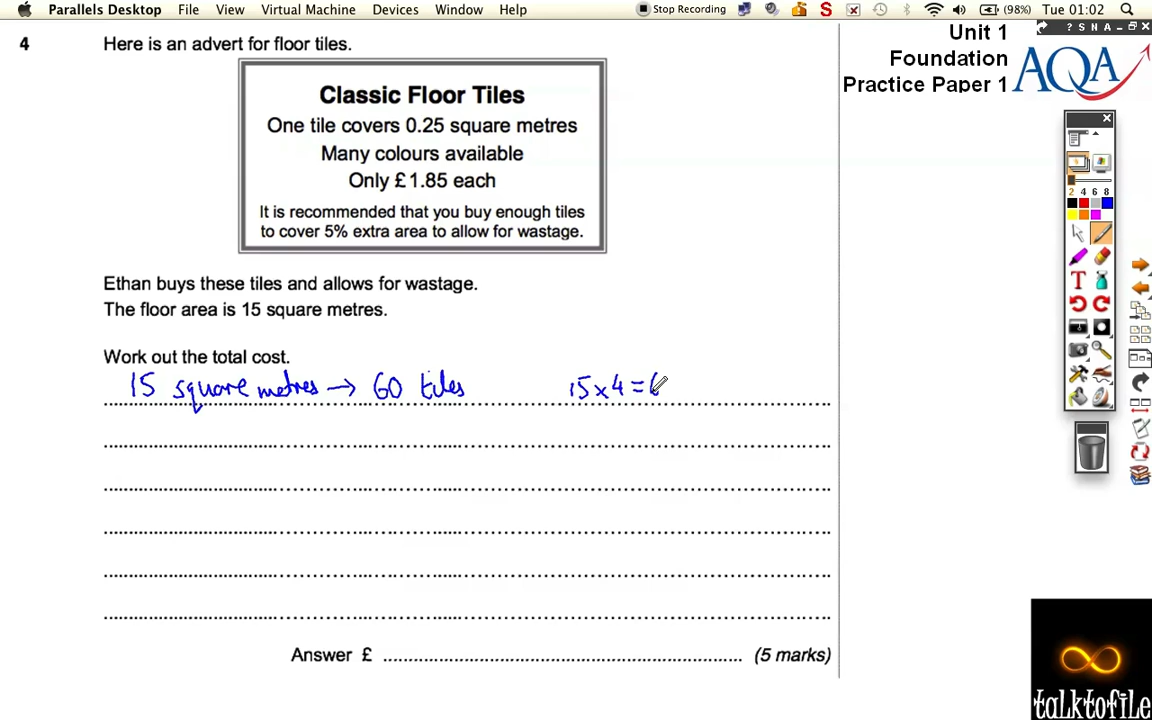 Parallels Desktop File View Virtual Machine Devices Window Help Stop Recording S (98%) Tue 01:02
? S N A
4 Here is an advert for floor tiles.
Unit 1
Foundation
Practice Paper 1
AQA
Classic Floor Tiles
One tile covers 0.25 square metres
Many colours available
Only £1.85 each
It is recommended that you buy enough tiles
to cover 5% extra area to allow for wastage.
2 4 6 8
T
Ethan buys these tiles and allows for wastage.
The floor area is 15 square metres.
Work out the total cost.
15 square metres → 60 tiles 15×4=6
Answer £ (5 marks)
talktofile